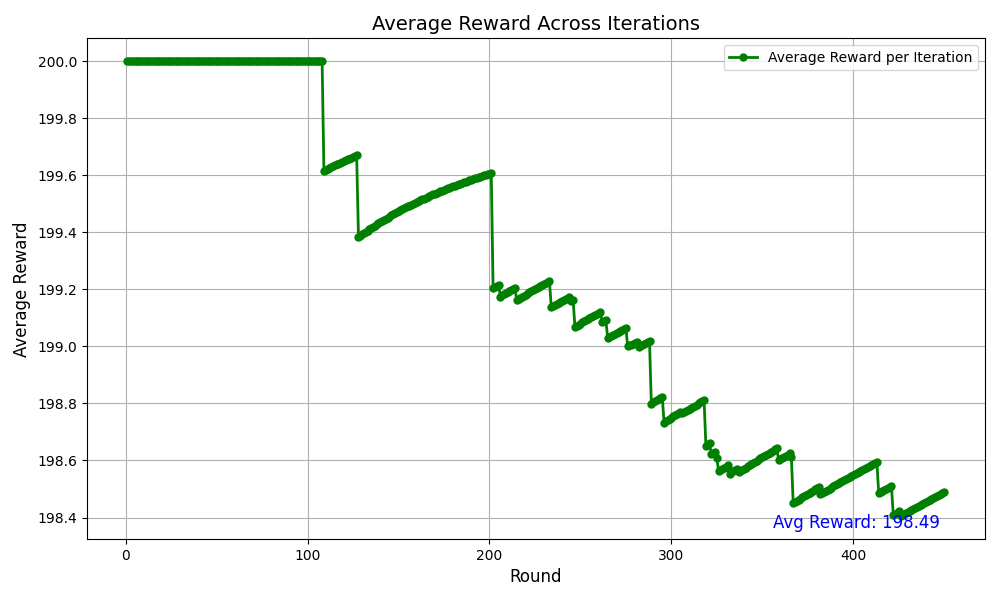 Average Reward Across Iterations
Average Reward per Iteration
Average Reward
200.0
199.8
199.6
199.4
199.2
199.0
198.8
198.6
198.4
Avg Reward: 198.49
0
100
200
300
400
Round